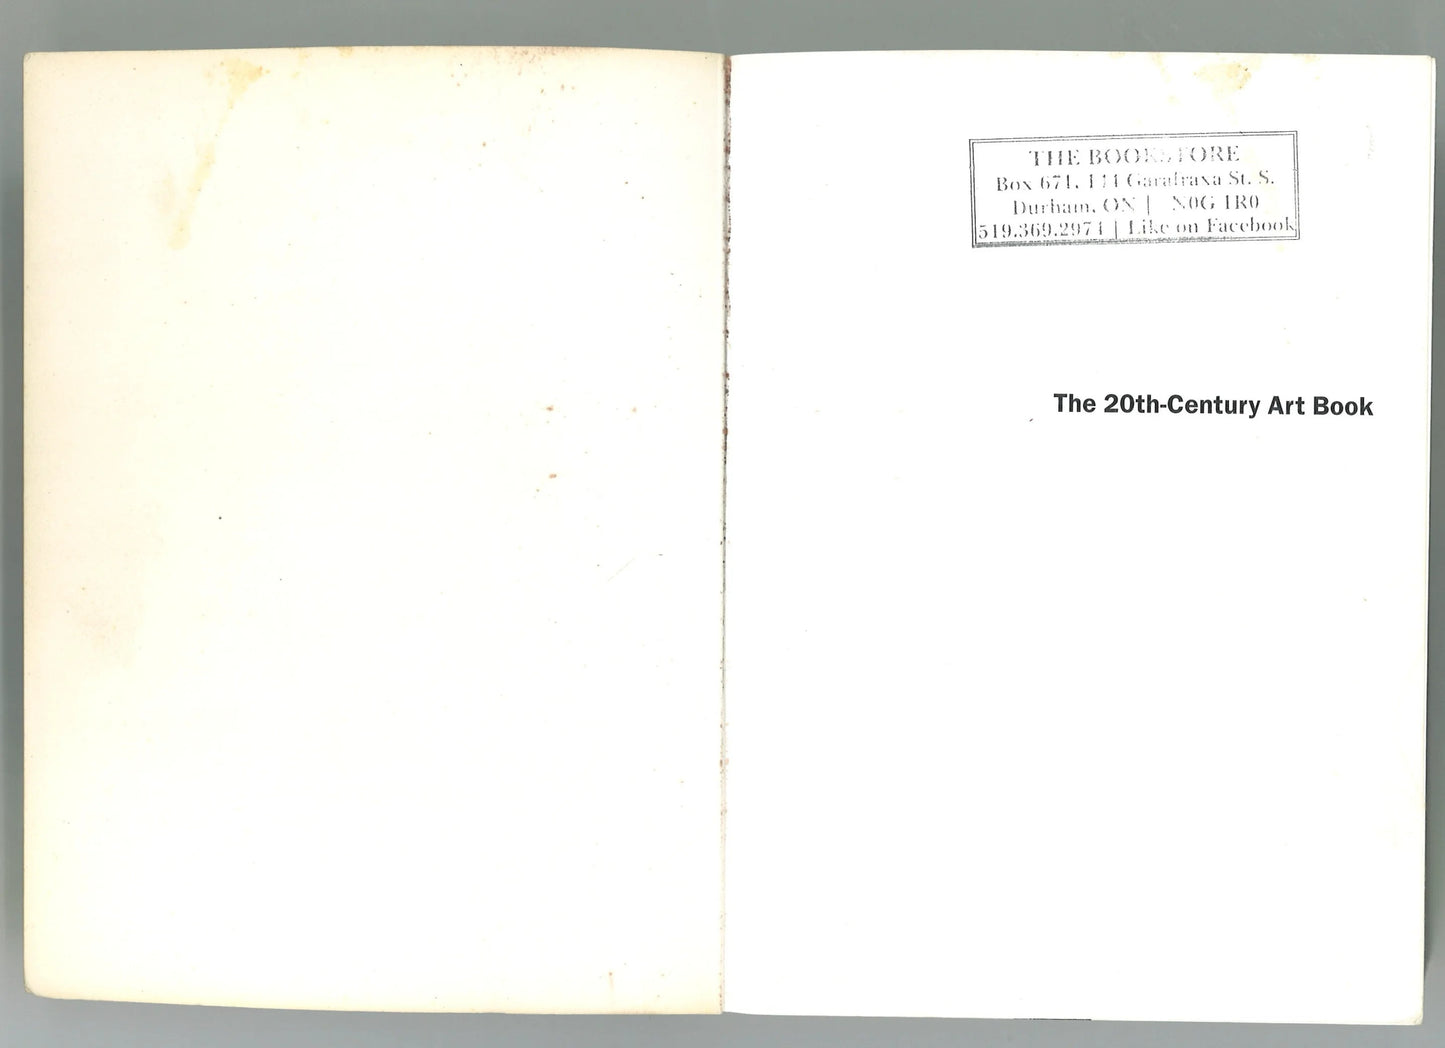 THE BOOKSTORE
Box 671, 174 Garafraxa St. S.
Durham, ON | N0G 1R0
519.369.2974 | Like on Facebook
The 20th-Century Art Book